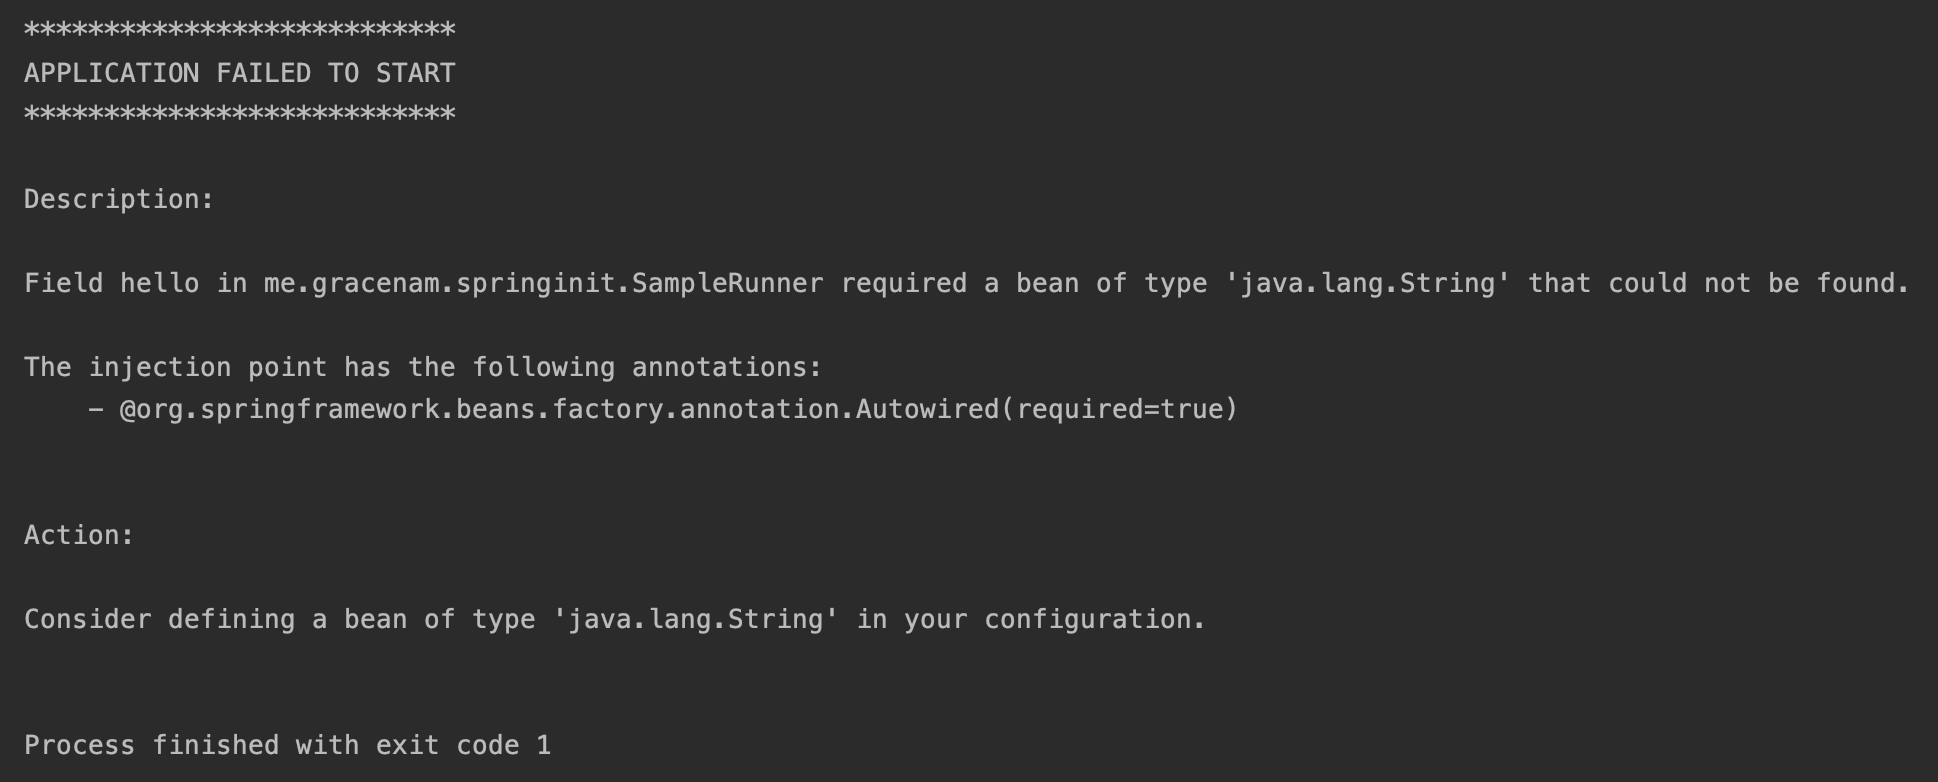 ***************************
APPLICATION FAILED TO START
***************************
Description:
Field hello in me.gracenam.springinit.SampleRunner required a bean of type 'java.lang.String' that could not be found.
The injection point has the following annotations:
    - @org.springframework.beans.factory.annotation.Autowired(required=true)
Action:
Consider defining a bean of type 'java.lang.String' in your configuration.
Process finished with exit code 1